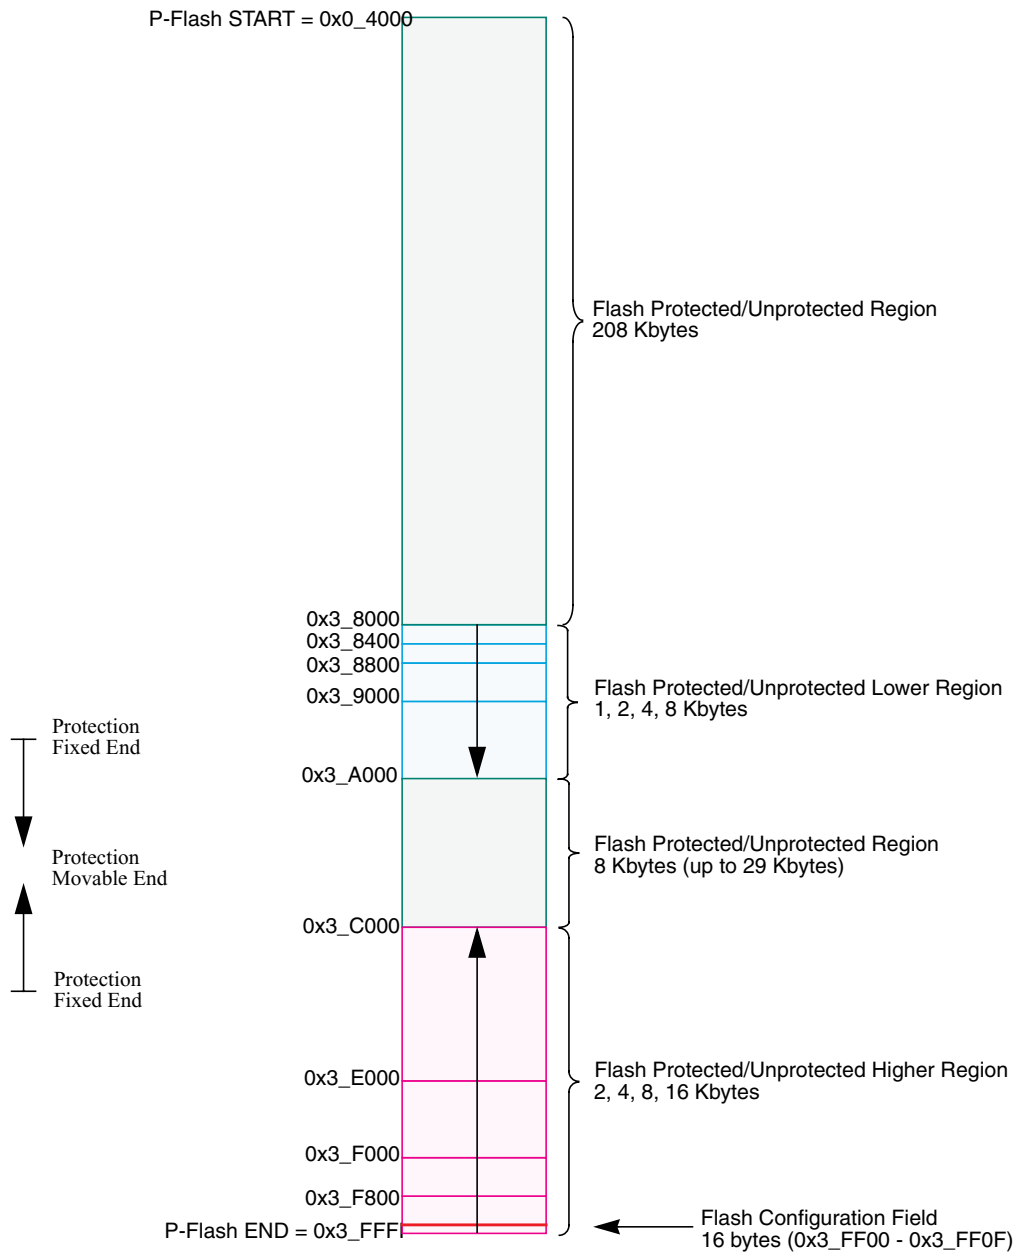 P-Flash START = 0x0_4000
Flash Protected/Unprotected Region
208 Kbytes
0x3_8000
0x3_8400
0x3_8800
0x3_9000
Flash Protected/Unprotected Lower Region
1, 2, 4, 8 Kbytes
Protection
Fixed End
0x3_A000
Protection
Movable End
Flash Protected/Unprotected Region
8 Kbytes (up to 29 Kbytes)
0x3_C000
Protection
Fixed End
0x3_E000
Flash Protected/Unprotected Higher Region
2, 4, 8, 16 Kbytes
0x3_F000
0x3_F800
P-Flash END = 0x3_FFF
Flash Configuration Field
16 bytes (0x3_FF00 - 0x3_FF0F)